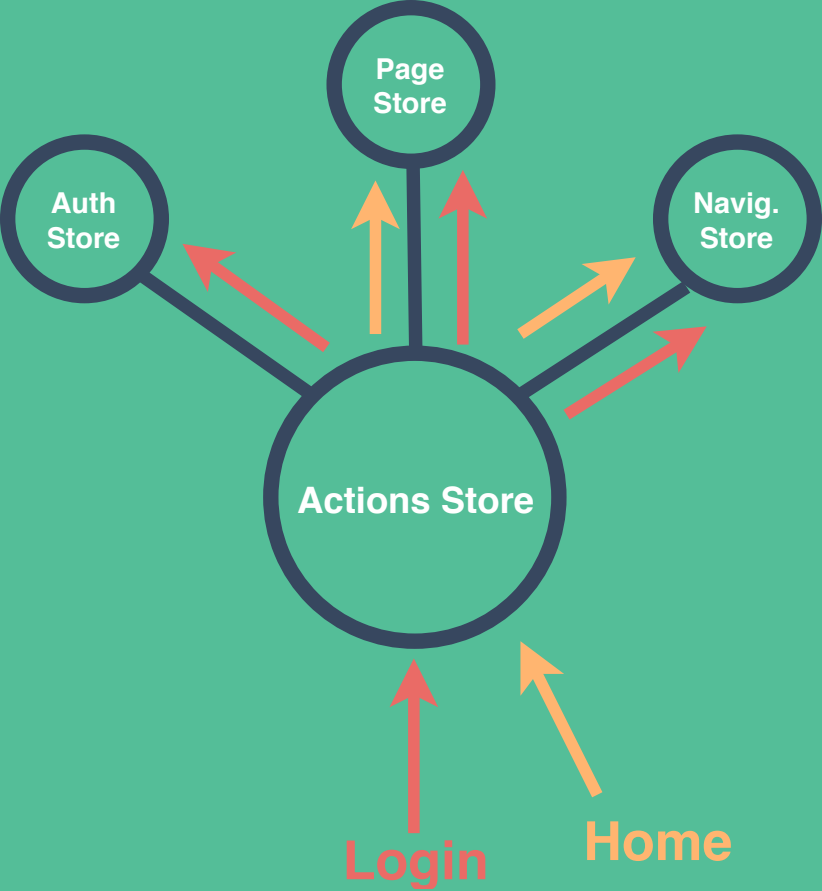 Page
Store
Auth
Store
Navig.
Store
Actions Store
Home
Login